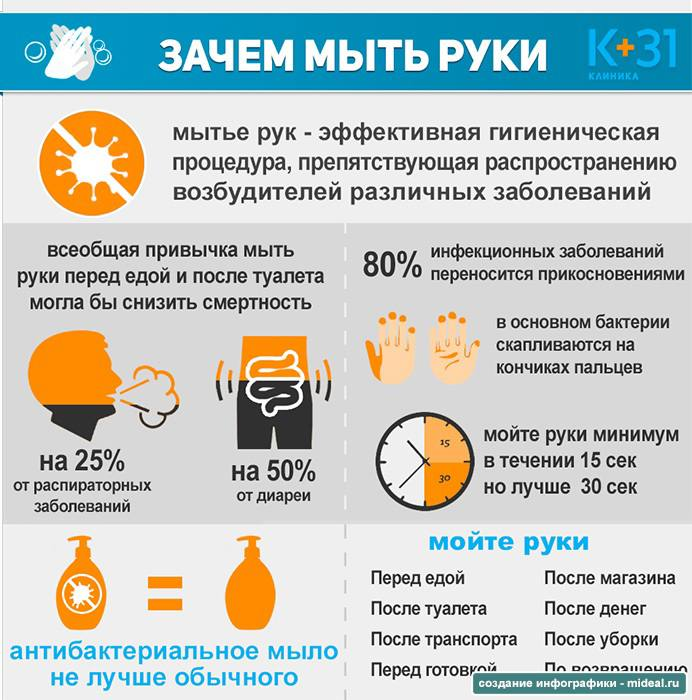 ЗАЧЕМ МЫТЬ РУКИ
К+31
КЛИНИКА
мытье рук - эффективная гигиеническая
процедура, препятствующая распространению
возбудителей различных заболеваний
всеобщая привычка мыть
руки перед едой и после туалета
могла бы снизить смертность
на 25%
от распираторных
заболеваний
на 50%
от диареи
80%
инфекционных заболеваний
переносится прикосновениями
в основном бактерии
скапливаются на
кончиках пальцев
15
30
мойте руки минимум
в течении 15 сек
но лучше 30 сек
антибактериальное мыло
не лучше обычного
мойте руки
Перед едой
После туалета
После транспорта
Перед готовкой
После магазина
После денег
После уборки
По возвращению
создание инфографики - mideal.ru